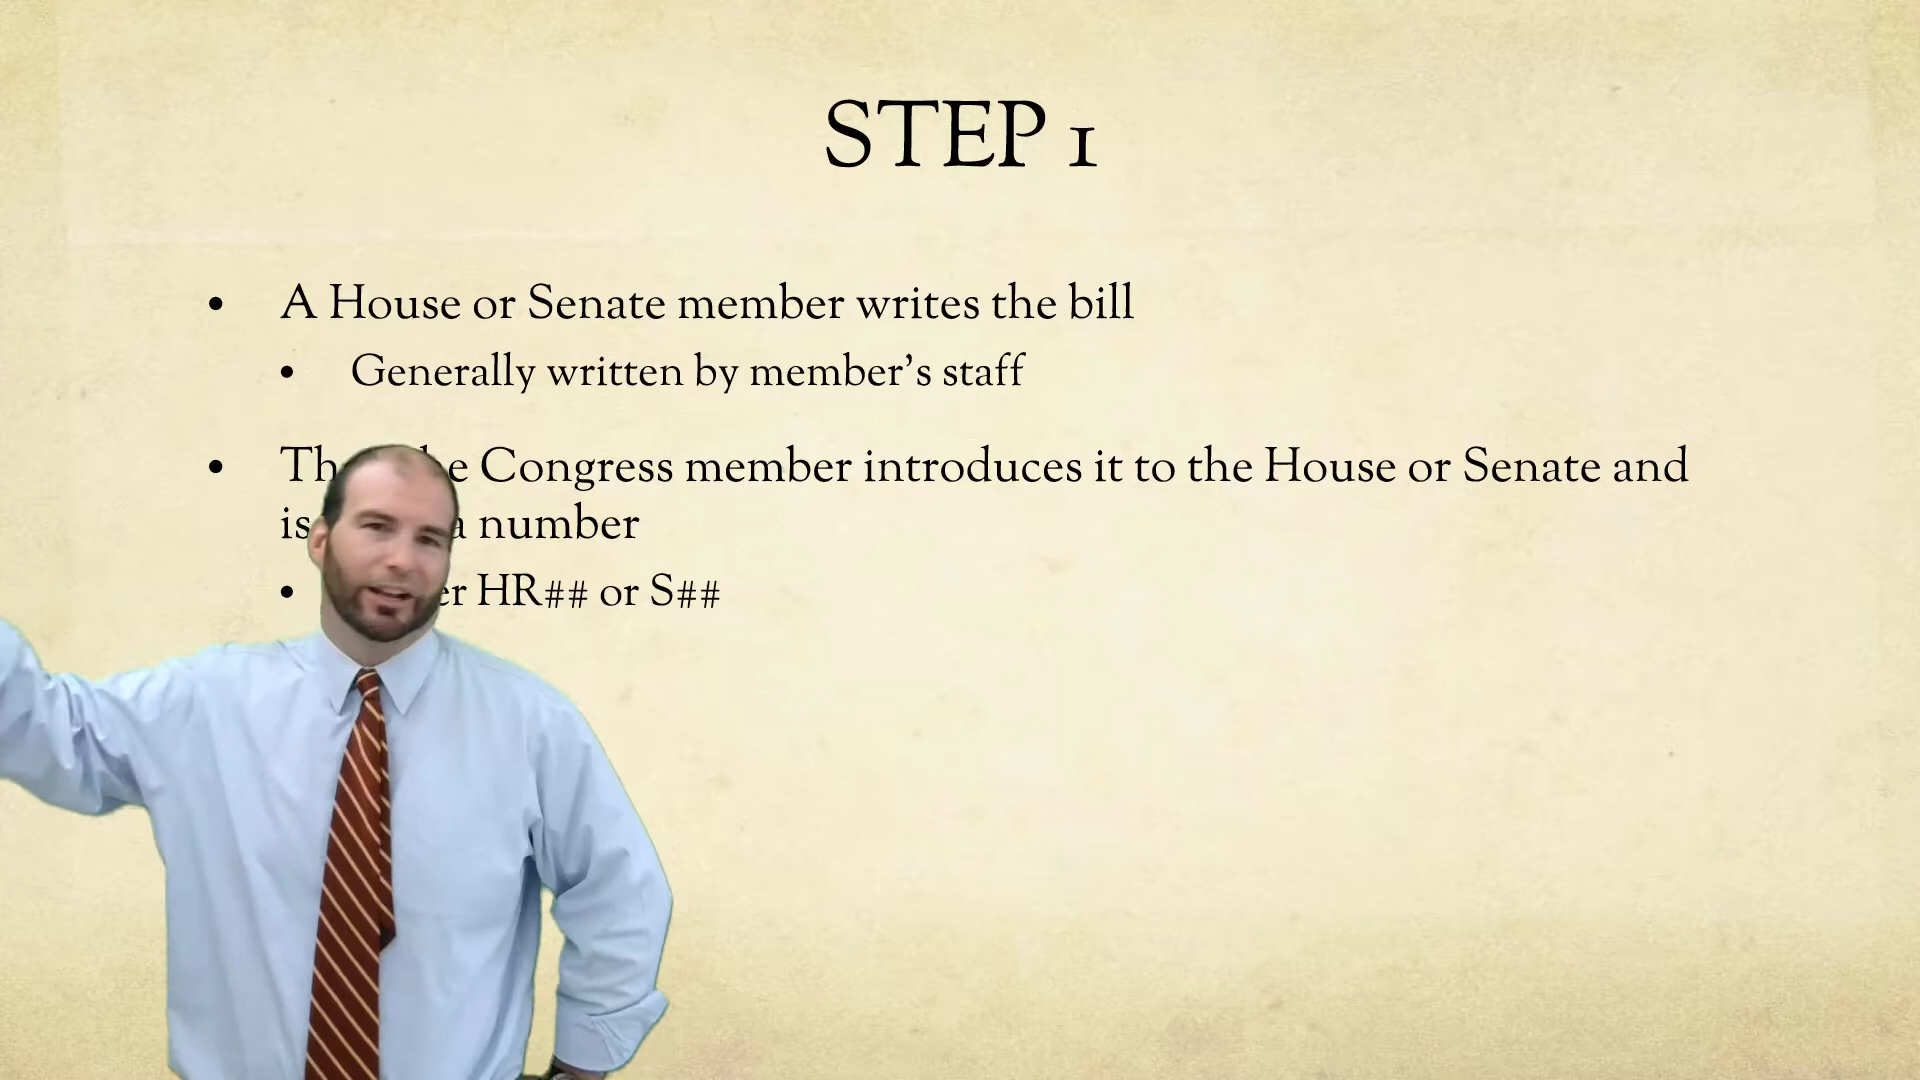 STEP 1
• A House or Senate member writes the bill
• Generally written by member's staff
• Congress member introduces it to the House or Senate and
is a number
• HR## or S##